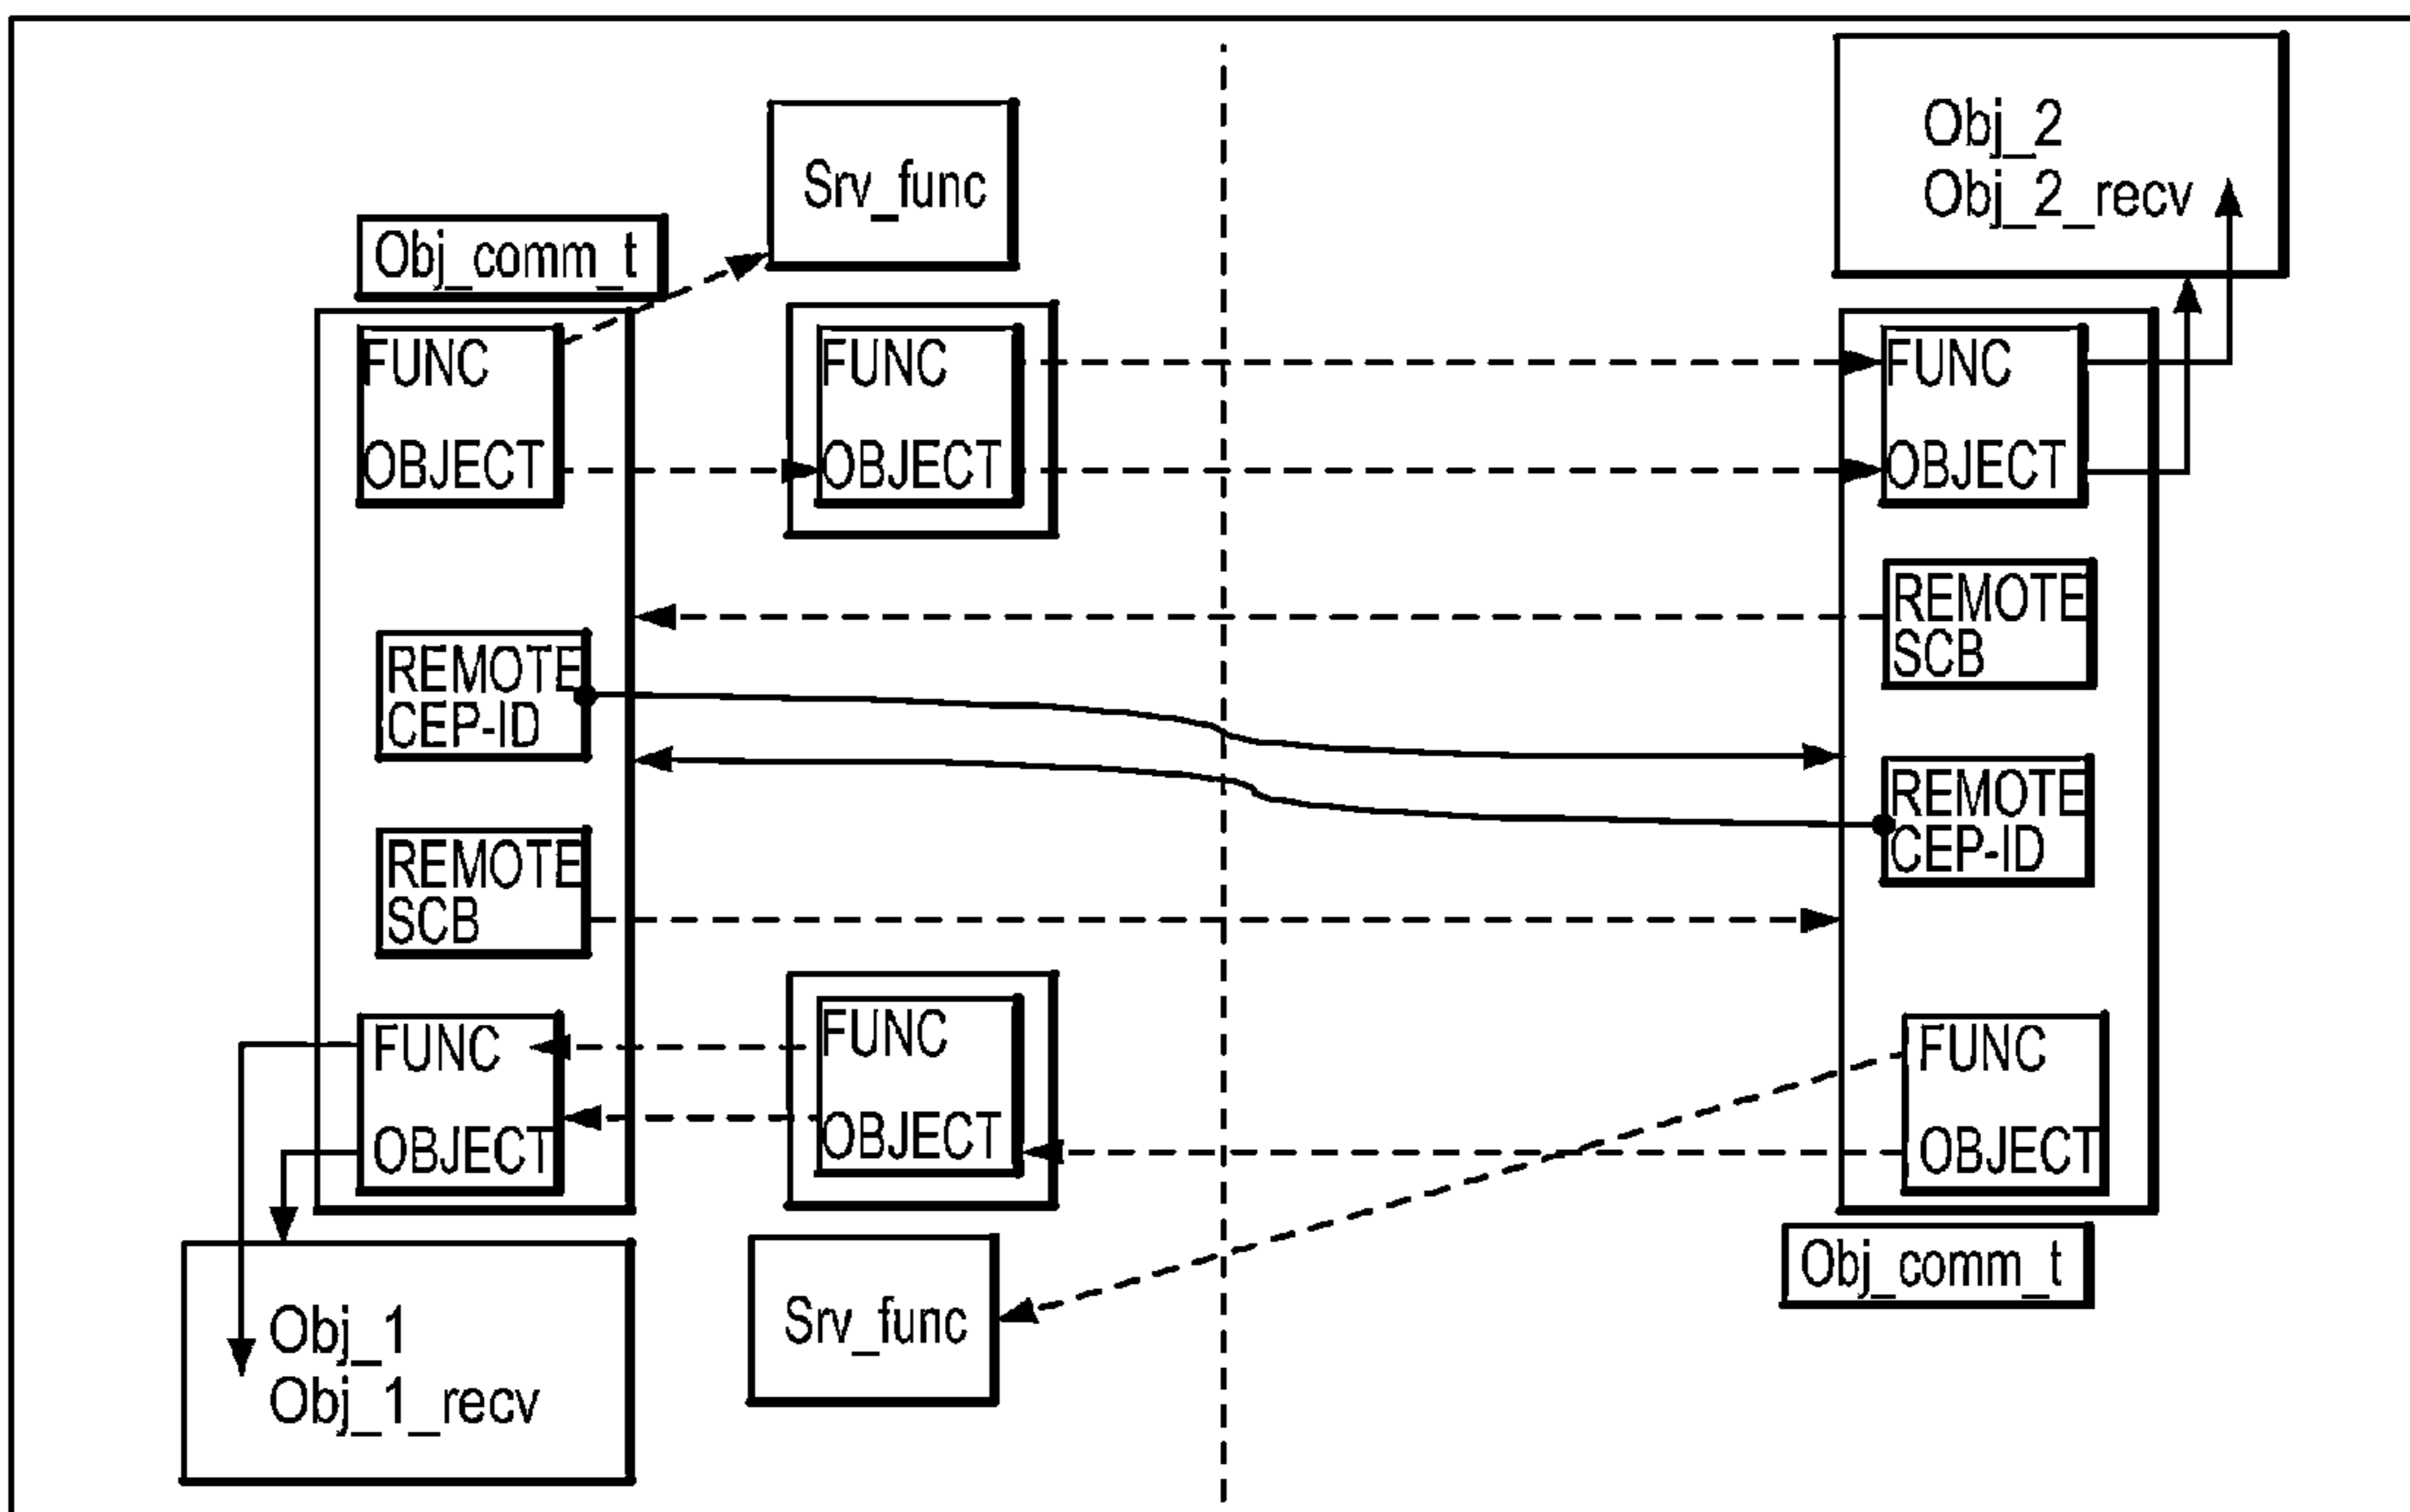 Obj_2
Obj_2_recv
Srv_func
Obj_comm_t
FUNC
OBJECT
FUNC
OBJECT
FUNC
OBJECT
REMOTE
SCB
REMOTE
CEP-ID
REMOTE
CEP-ID
REMOTE
SCB
FUNC
OBJECT
FUNC
OBJECT
FUNC
OBJECT
Obj_comm_t
Srv_func
Obj_1
Obj_1_recv